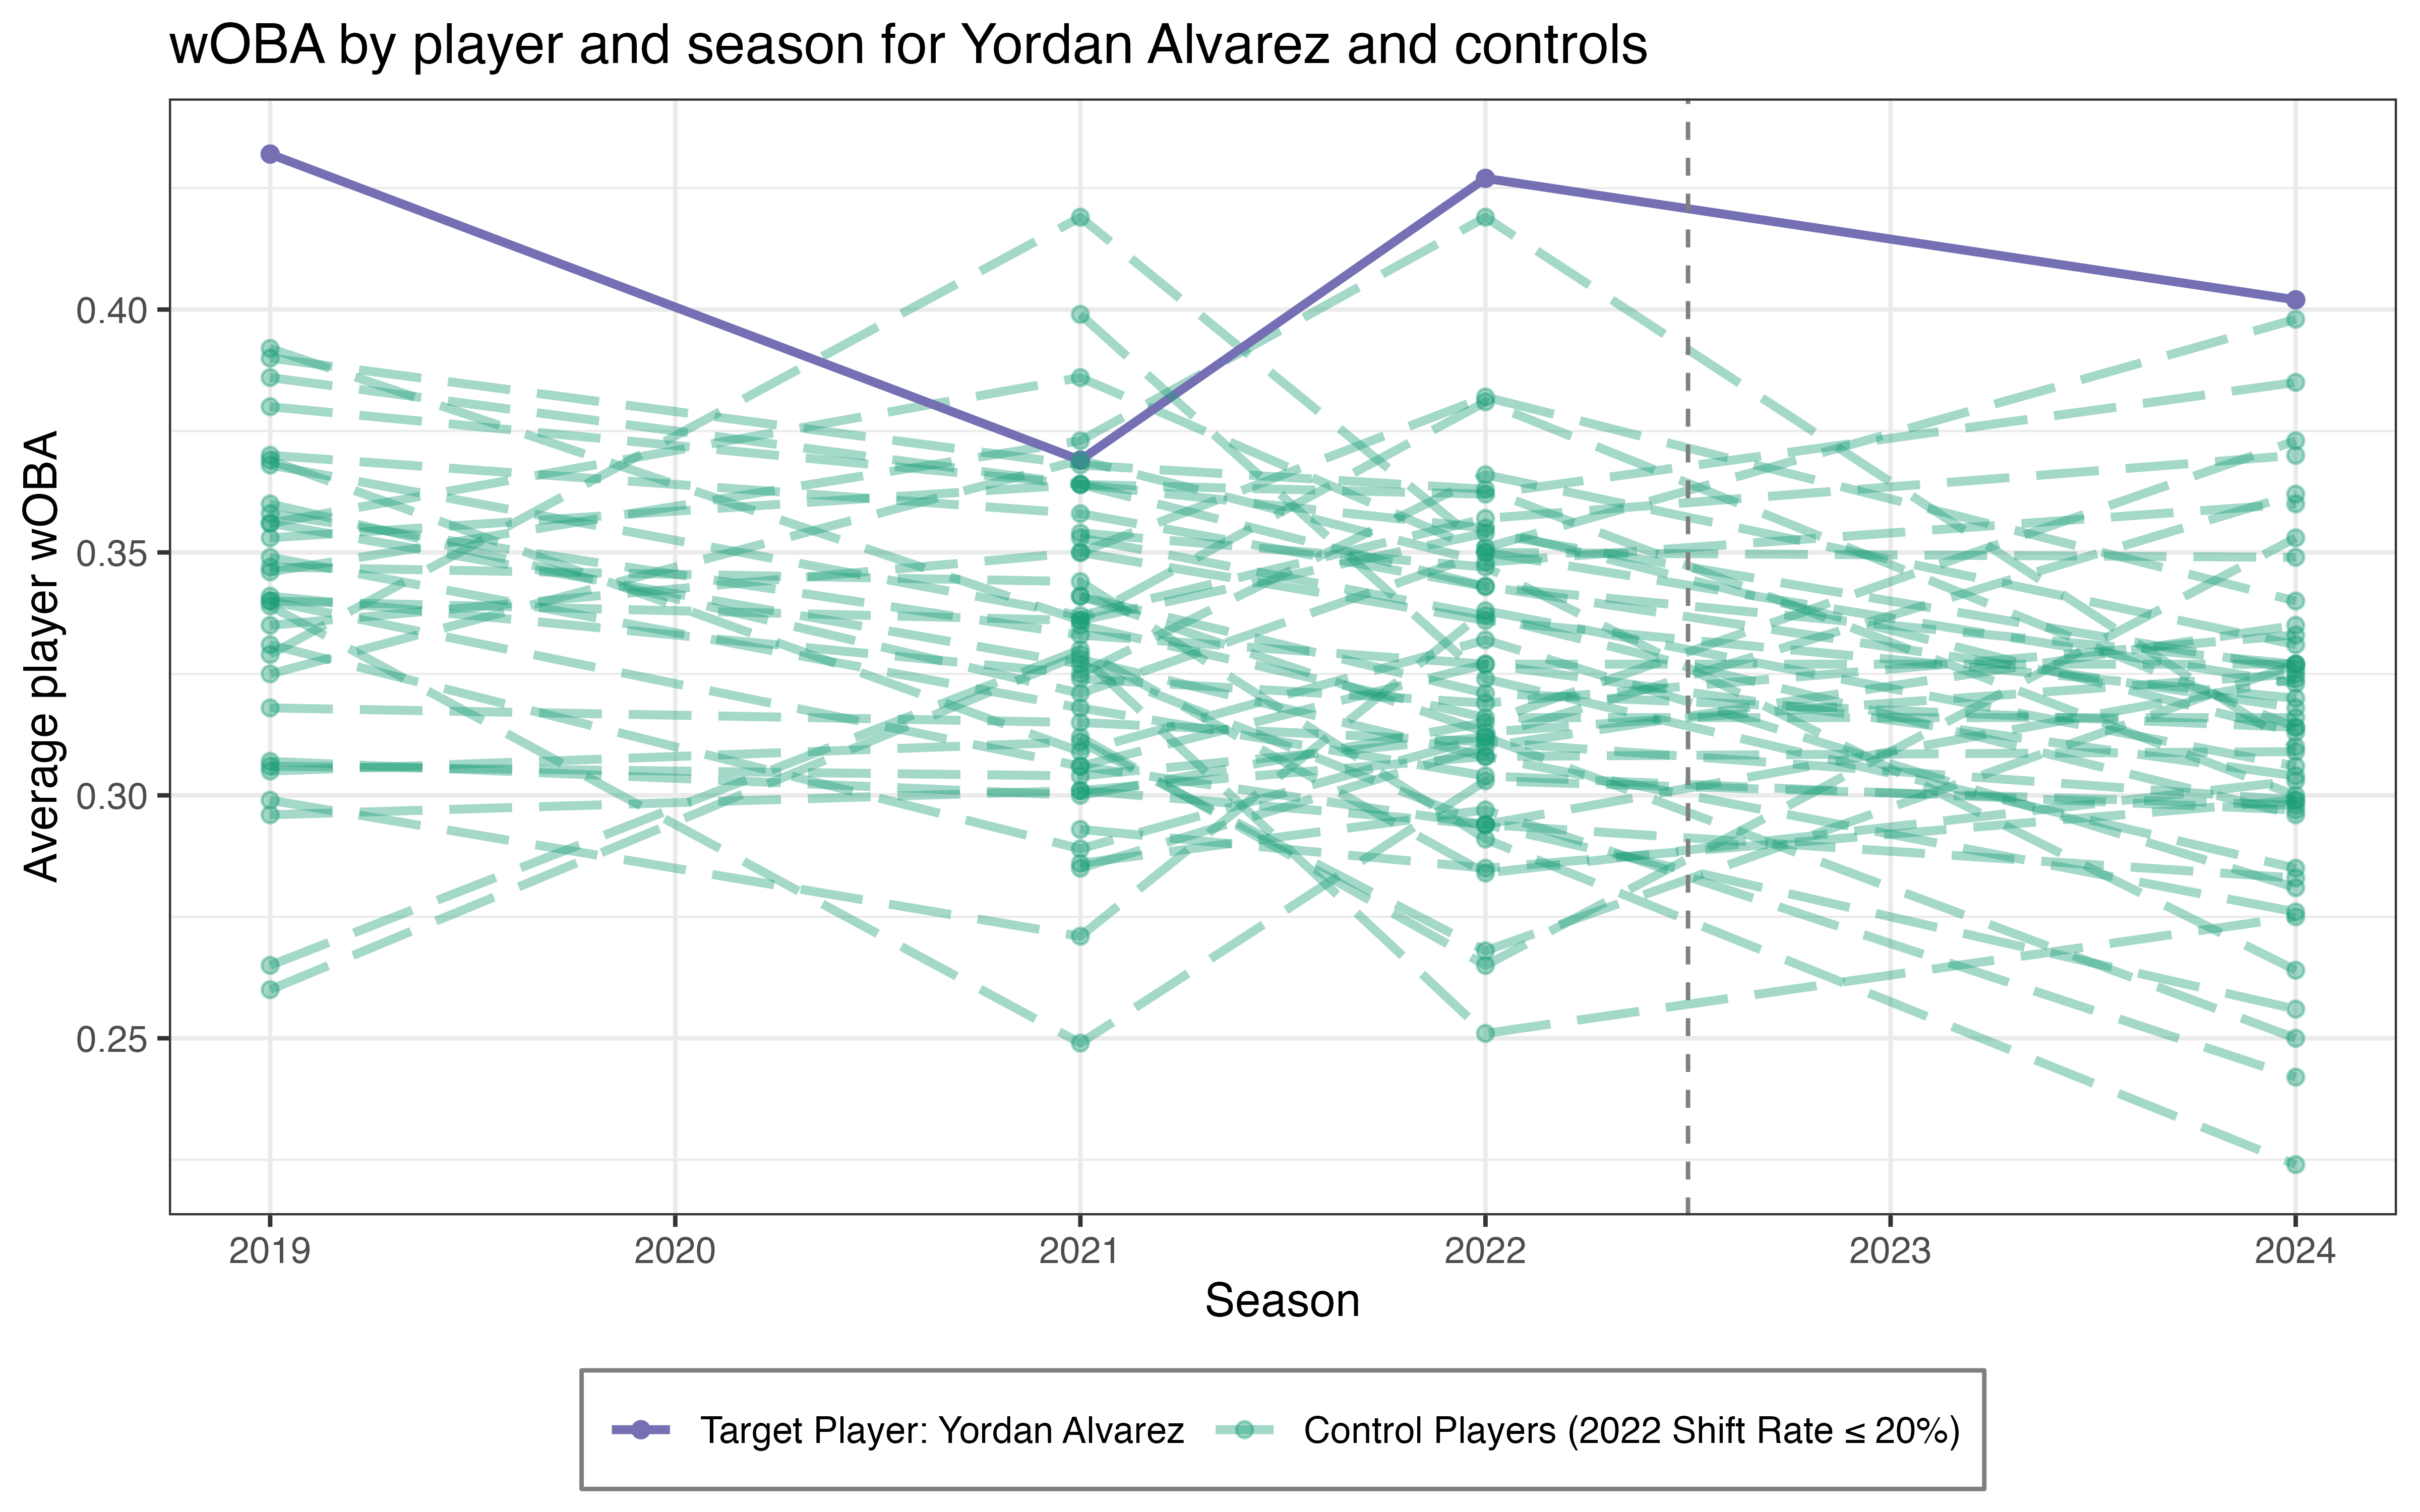 wOBA by player and season for Yordan Alvarez and controls
Average player wOBA
0.40
0.35
0.30
0.25
2019 2020 2021 2022 2023 2024
Season
Target Player: Yordan Alvarez Control Players (2022 Shift Rate ≤ 20%)